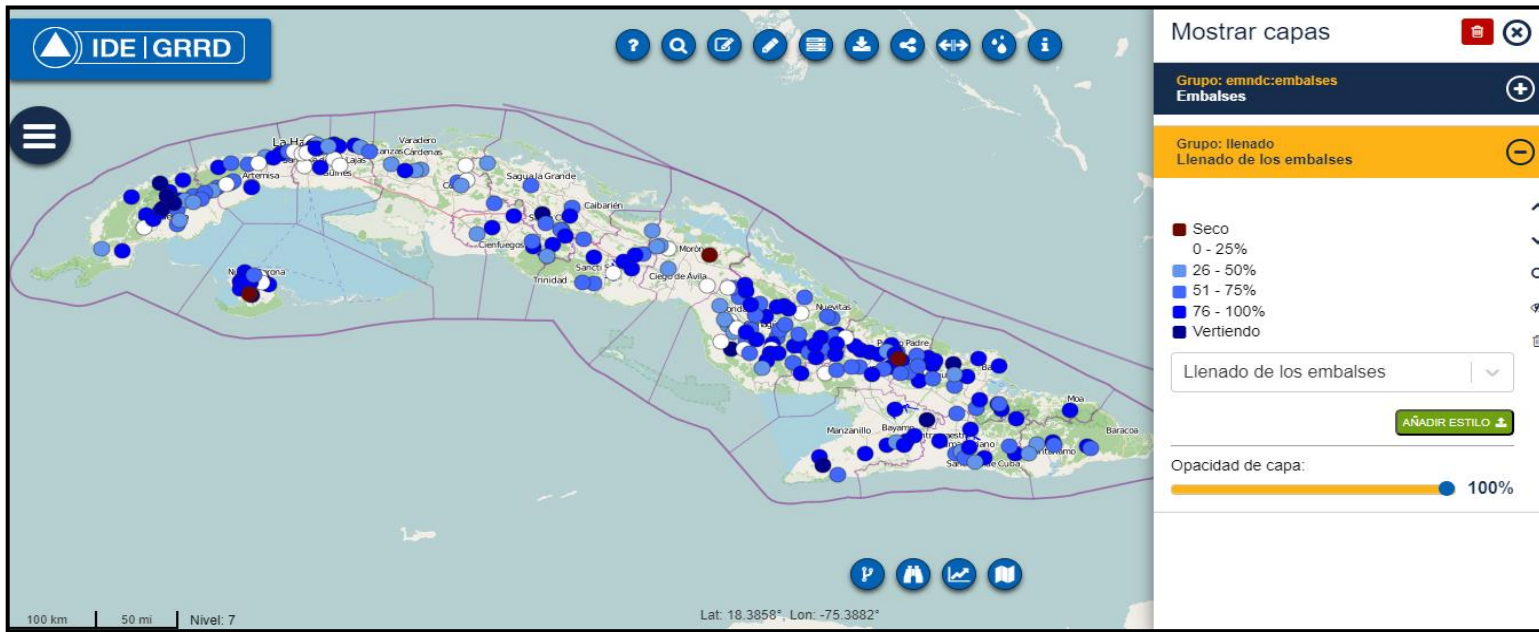 IDE | GRRD
Mostrar capas
Grupo: emndc:embalses
Embalses
Grupo: llenado
Llenado de los embalses
Seco
0 - 25%
26 - 50%
51 - 75%
76 - 100%
Vertiendo
Llenado de los embalses
AÑADIR ESTILO
Opacidad de capa:
100%
Varadero
Cárdenas
Artemisa
Sagua la Grande
Caibarién
Cienfuegos
Morón
Trinidad
Ciego de Ávila
Nuevitas
Padre
Moa
Manzanillo
Bayamo
Baracoa
100 km
50 mi
Nivel: 7
Lat: 18.3858°, Lon: -75.3882°